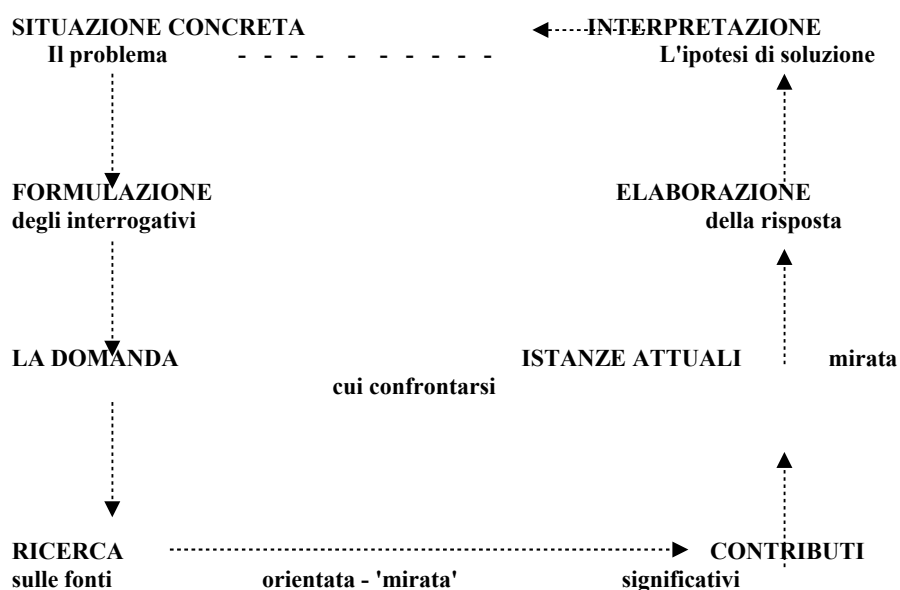 SITUAZIONE CONCRETA INTERPRETAZIONE
Il problema - - - - - - - - - - L'ipotesi di soluzione
FORMULAZIONE ELABORAZIONE
degli interrogativi della risposta
LA DOMANDA ISTANZE ATTUALI mirata
cui confrontarsi
RICERCA CONTRIBUTI
sulle fonti orientata - 'mirata' significativi